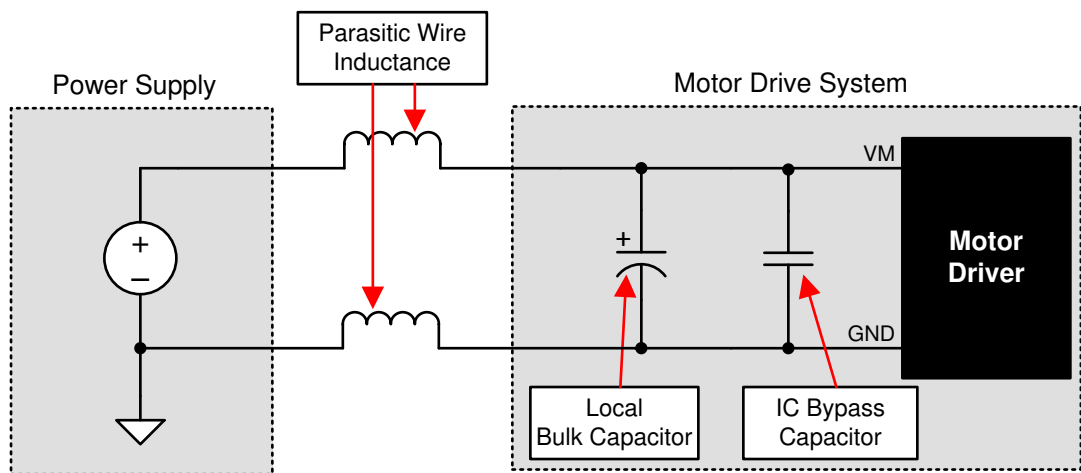 Parasitic Wire
Inductance
Power Supply
Motor Drive System
VM
+
–
+
Motor
Driver
GND
Local
Bulk Capacitor
IC Bypass
Capacitor